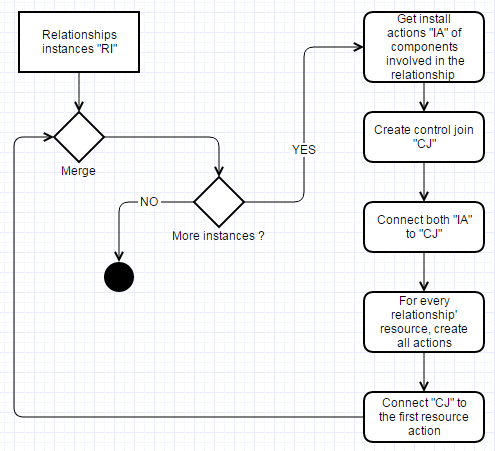 Relationships
instances "RI"
Merge
More instances ?
NO
YES
Get install
actions "IA" of
components
involved in the
relationship
Create control join
"CJ"
Connect both "IA"
to "CJ"
For every
relationship'
resource, create
all actions
Connect "CJ" to
the first resource
action